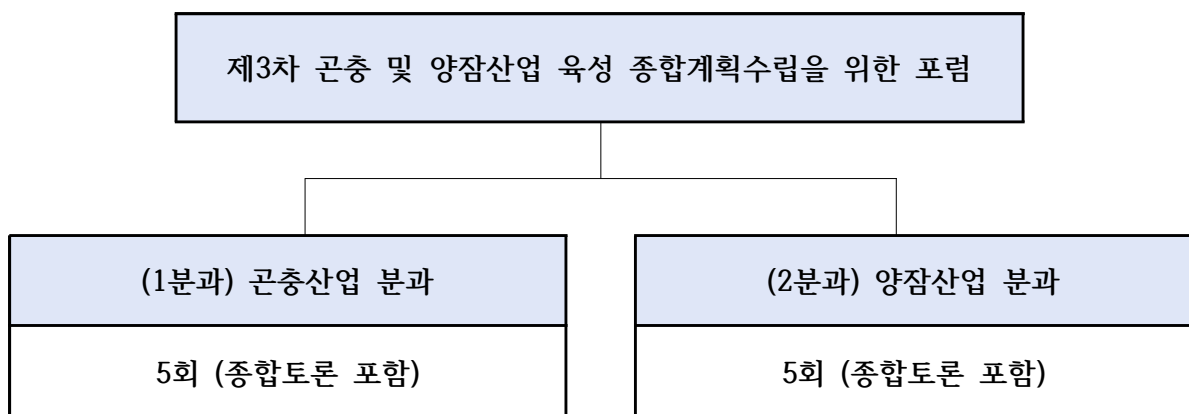 제3차 곤충 및 양잠산업 육성 종합계획수립을 위한 포럼
(1분과) 곤충산업 분과
5회 (종합토론 포함)
(2분과) 양잠산업 분과
5회 (종합토론 포함)